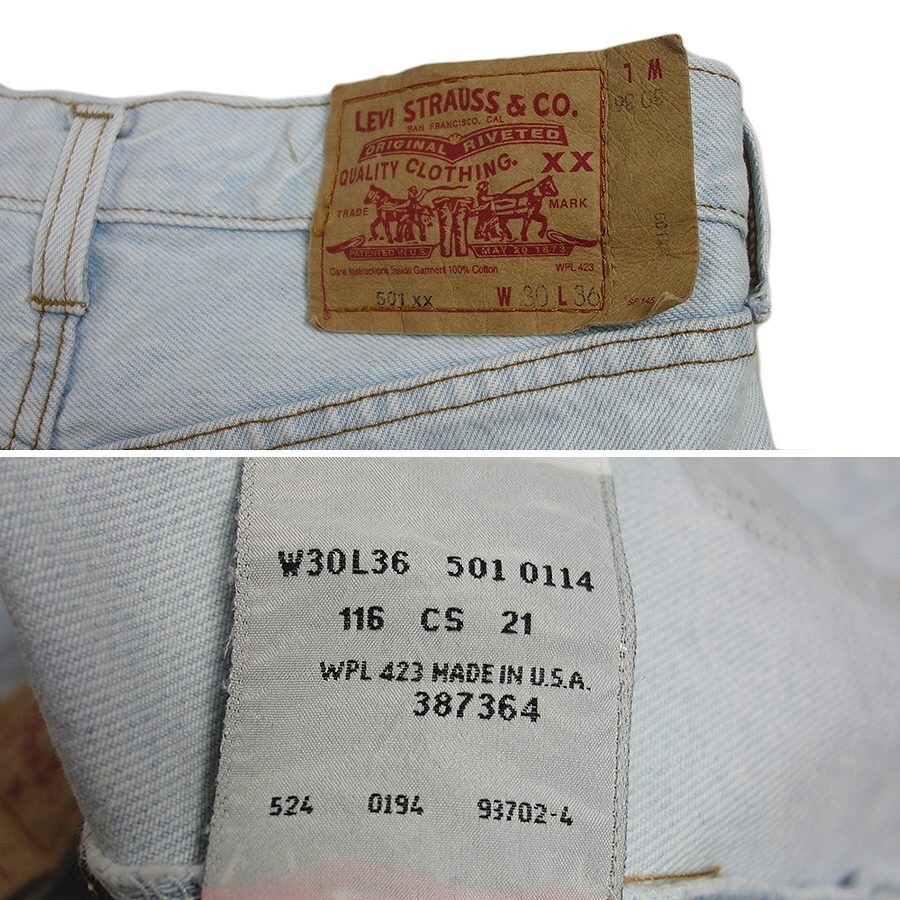 LEVI STRAUSS & CO.
SAN FRANCISCO, CAL
ORIGINAL RIVETED
QUALITY CLOTHING. XX
TRADE MARK
PATENTED IN U.S. MAY 20 1873
Care Instructions Inside Garment 100% Cotton WPL 423
501 XX W 30 L 36
SF 145
L W
W30L36 501 0114
116 CS 21
WPL 423 MADE IN U.S.A.
387364
524 0194 93702-4